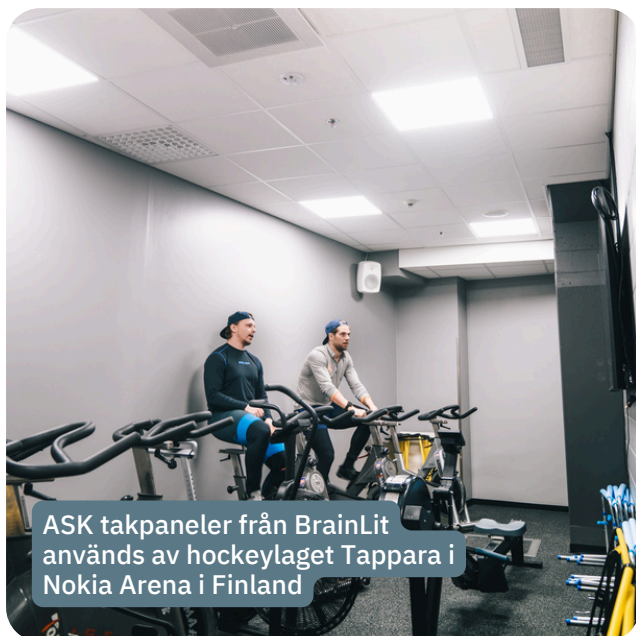 ASK takpaneler från BrainLit
används av hockeylaget Tappara i
Nokia Arena i Finland